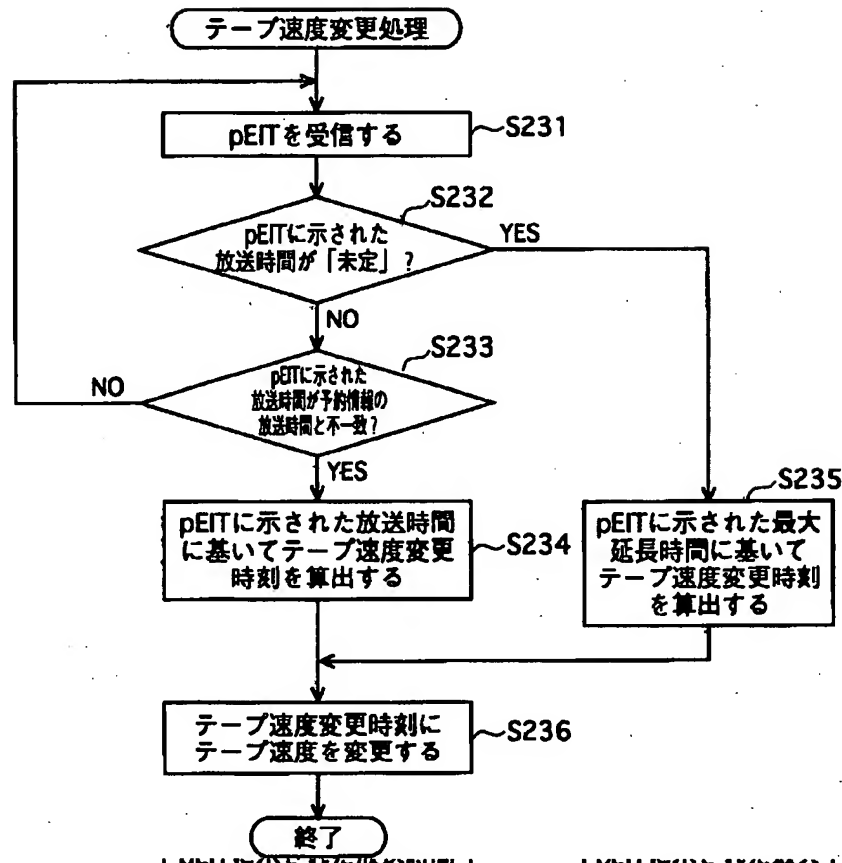 テープ速度変更処理
pEITを受信する
S231
S232
pEITに示された
放送時間が「未定」?
YES
NO
S233
pEITに示された
放送時間が予約情報の
放送時間と不一致?
NO
YES
S235
pEITに示された放送時間
に基いてテープ速度変更
時刻を算出する
S234
pEITに示された最大
延長時間に基いて
テープ速度変更時刻
を算出する
テープ速度変更時刻に
テープ速度を変更する
S236
終了